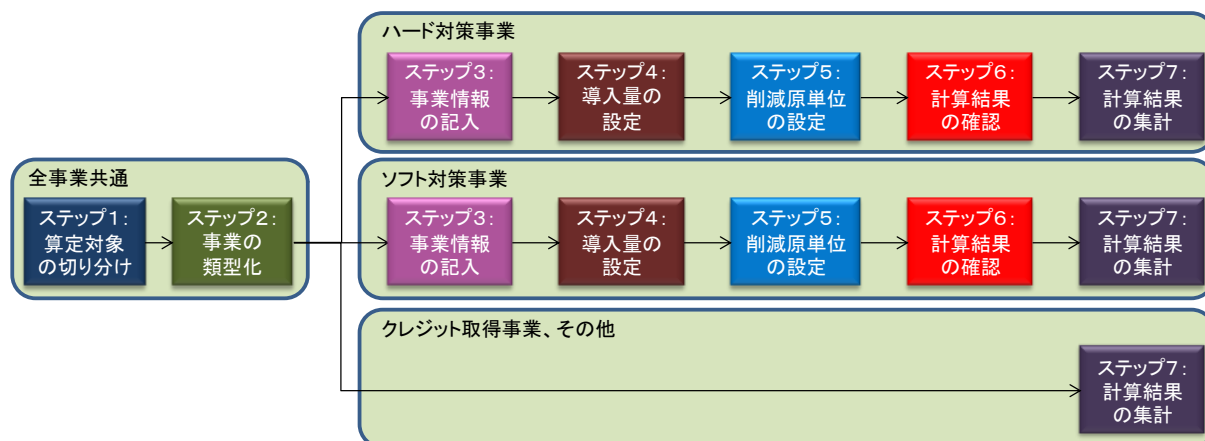 ハード対策事業
ステップ3：
事業情報
の記入
ステップ4：
導入量の
設定
ステップ5：
削減原単位
の設定
ステップ6：
計算結果
の確認
ステップ7：
計算結果
の集計
全事業共通
ステップ1：
算定対象
の切り分け
ステップ2：
事業の
類型化
ソフト対策事業
ステップ3：
事業情報
の記入
ステップ4：
導入量の
設定
ステップ5：
削減原単位
の設定
ステップ6：
計算結果
の確認
ステップ7：
計算結果
の集計
クレジット取得事業、その他
ステップ7：
計算結果
の集計